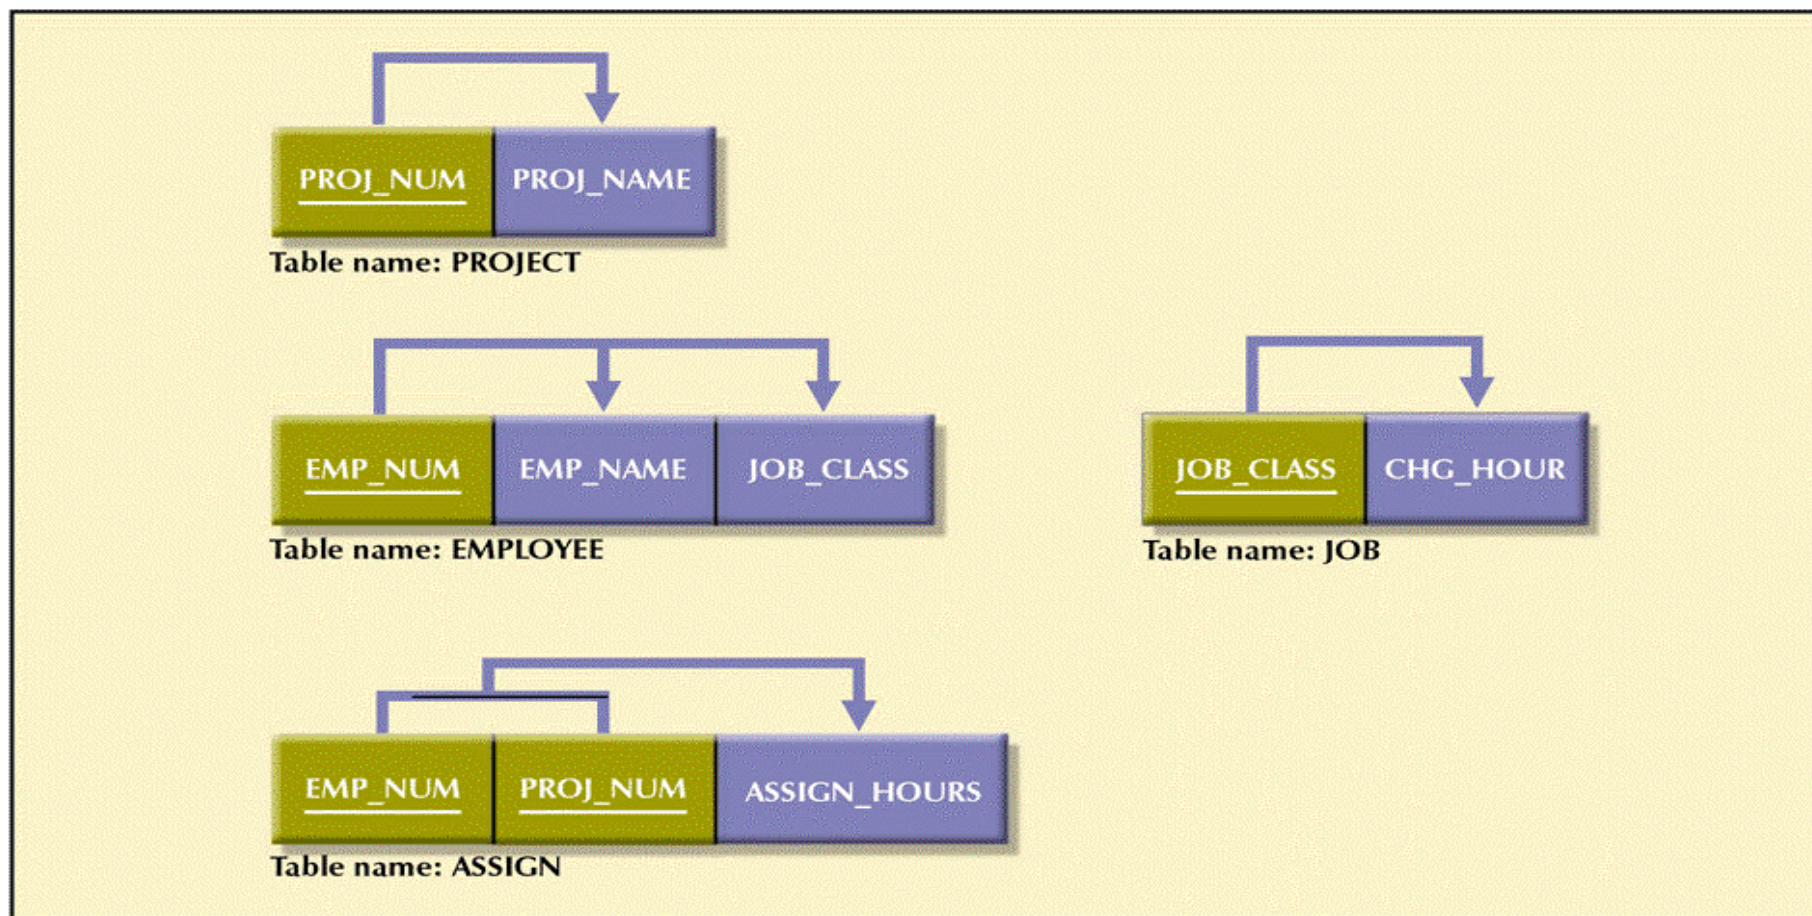 PROJ_NUM PROJ_NAME
Table name: PROJECT
EMP_NUM EMP_NAME JOB_CLASS
Table name: EMPLOYEE
JOB_CLASS CHG_HOUR
Table name: JOB
EMP_NUM PROJ_NUM ASSIGN_HOURS
Table name: ASSIGN